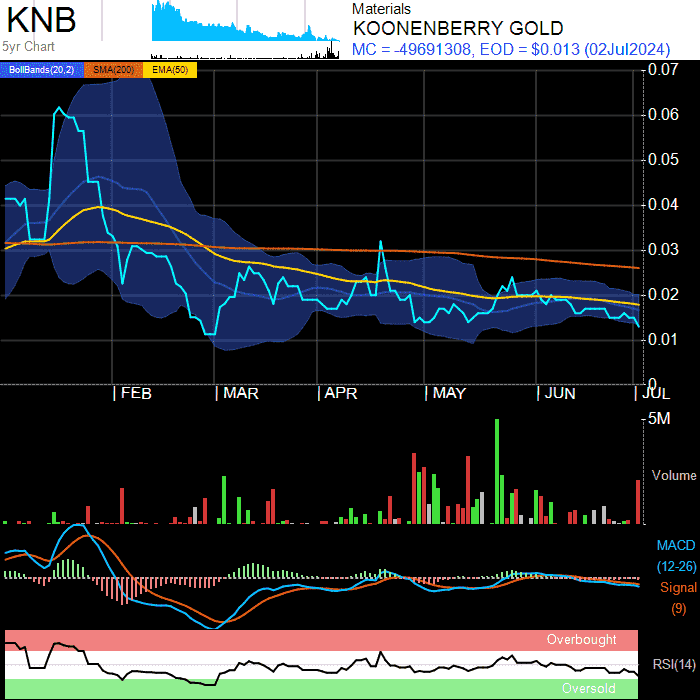 KNB
5yr Chart
Materials
KOONENBERRY GOLD
MC = -49691308, EOD = $0.013 (02Jul2024)
BollBands(20,2) SMA(200) EMA(50)
0.07
0.06
0.05
0.04
0.03
0.02
0.01
0
FEB MAR APR MAY JUN JUL
5M
Volume
MACD
(12-26)
Signal
(9)
Overbought
RSI(14)
Oversold